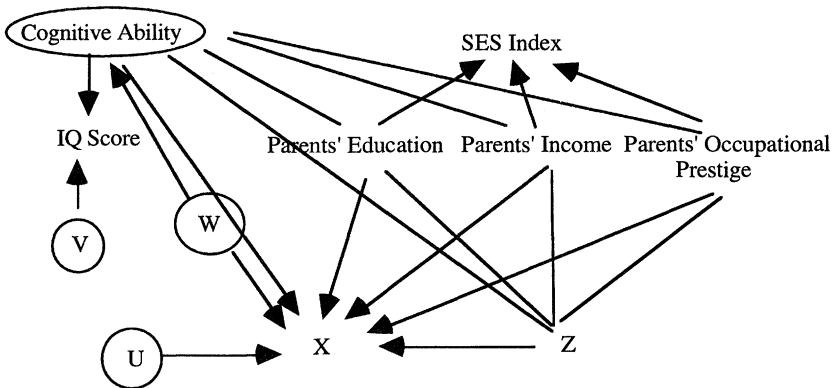 Cognitive Ability
SES Index
IQ Score
Parents' Education
Parents' Income
Parents' Occupational
Prestige
W
V
U
X
Z